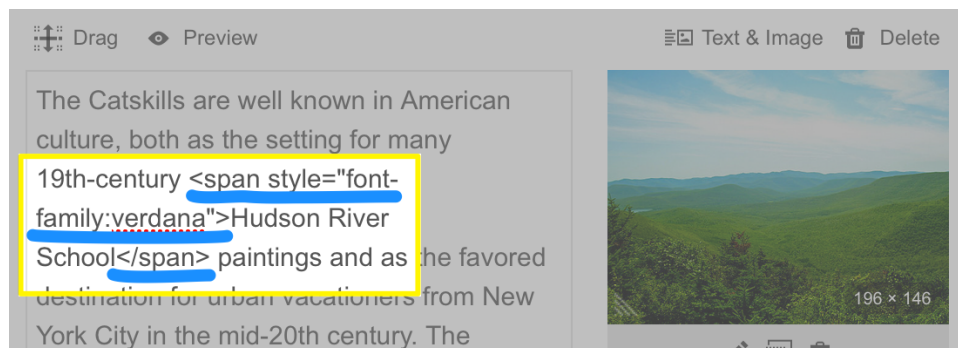 Drag Preview Text & Image Delete
The Catskills are well known in American
culture, both as the setting for many
19th-century <span style="font-
family:verdana">Hudson River
School</span> paintings and as the favored
destination for urban vacationers from New
York City in the mid-20th century. The
196 × 146